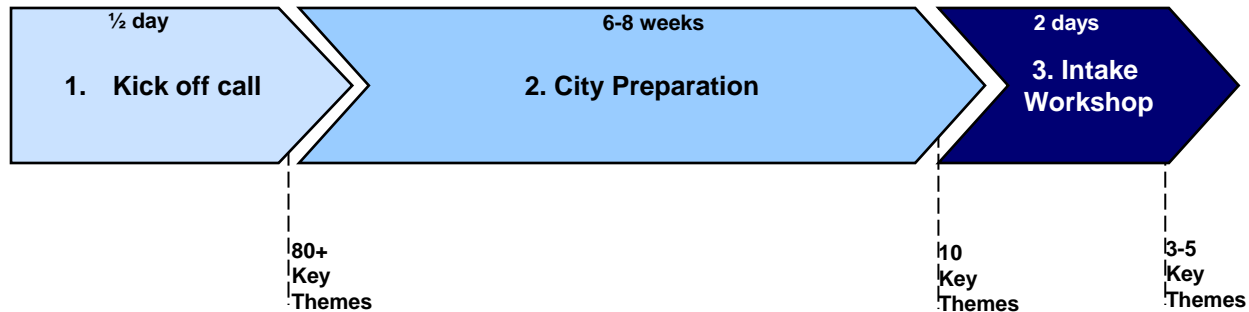 ½ day
6-8 weeks
2 days
1. Kick off call
2. City Preparation
3. Intake
Workshop
80+
Key
Themes
10
Key
Themes
3-5
Key
Themes